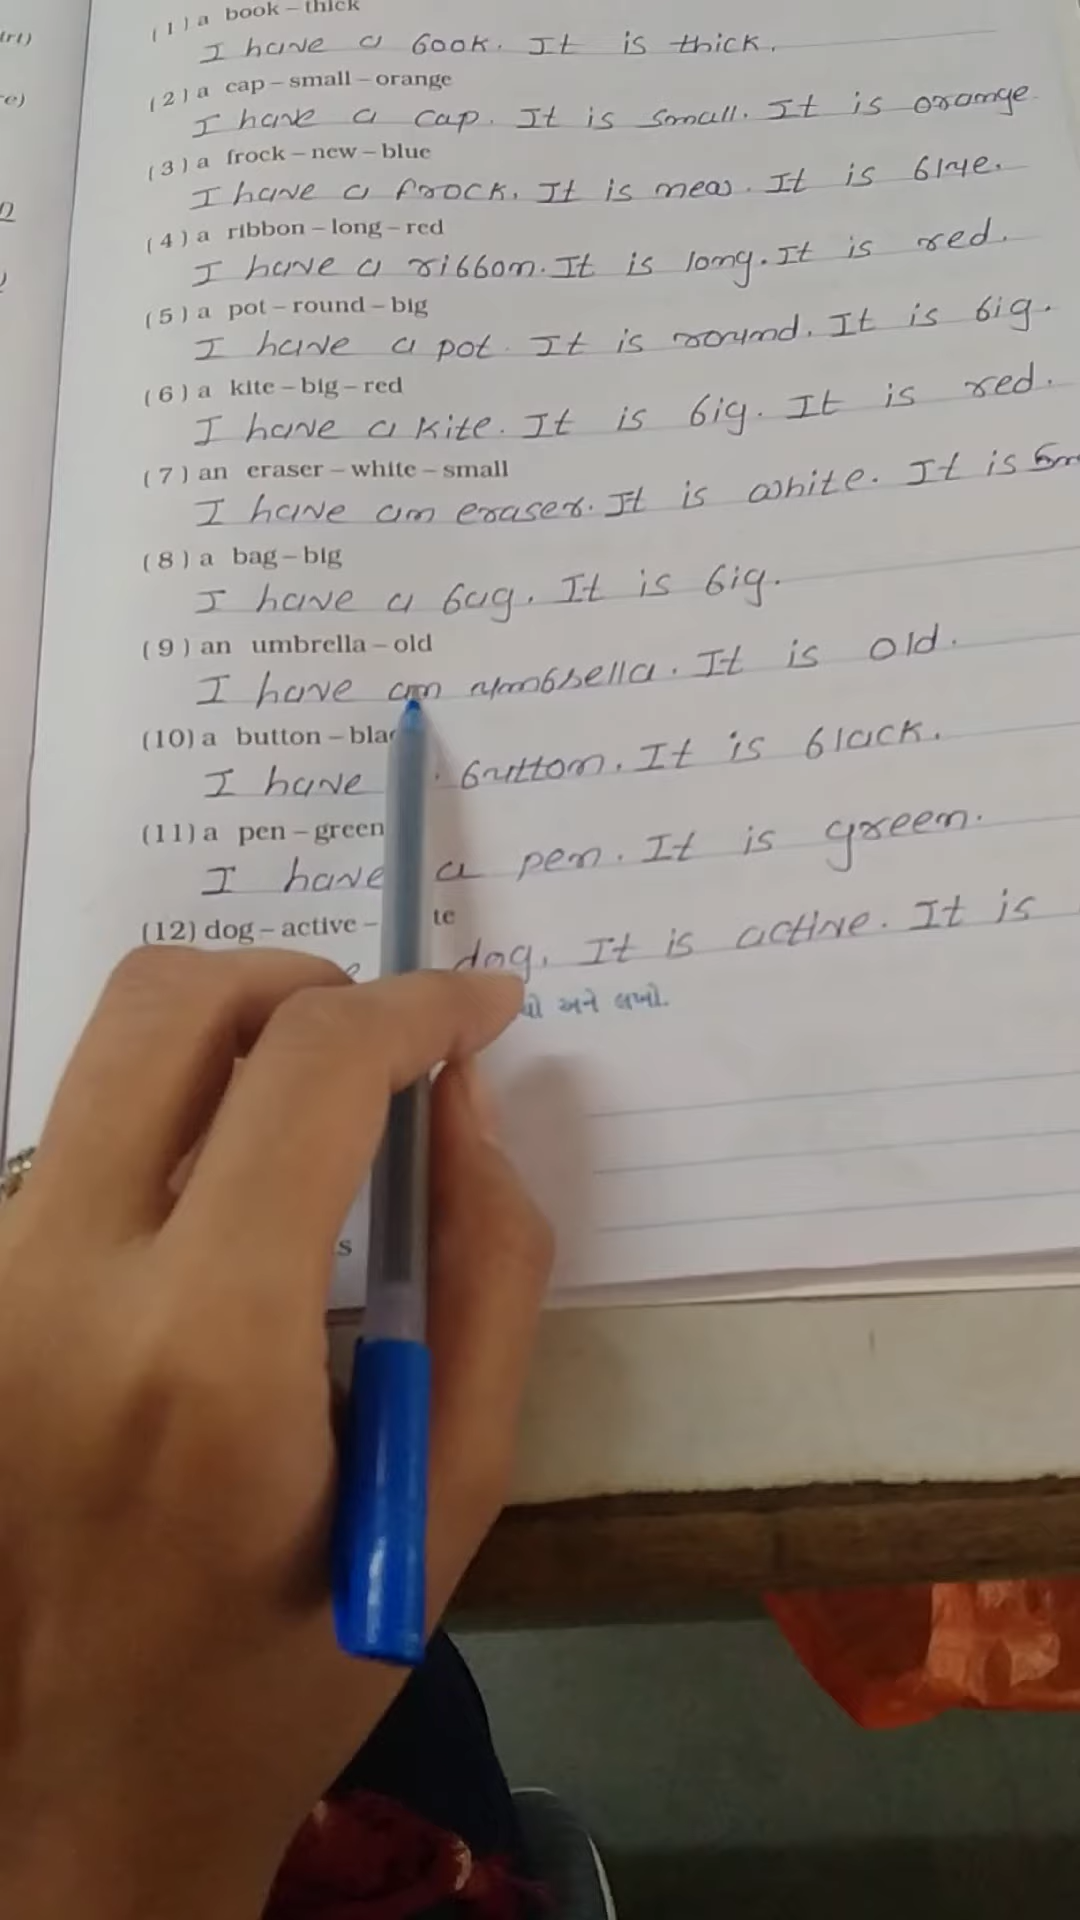 (1) a book – thick
I have a book. It is thick.
(2) a cap – small – orange
I have a cap. It is small. It is orange.
(3) a frock – new – blue
I have a frock. It is new. It is blue.
(4) a ribbon – long – red
I have a ribbon. It is long. It is red.
(5) a pot – round – big
I have a pot. It is round. It is big.
(6) a kite – big – red
I have a kite. It is big. It is red.
(7) an eraser – white – small
I have an eraser. It is white. It is
(8) a bag – big
I have a bag. It is big.
(9) an umbrella – old
I have an umbrella. It is old.
(10) a button –
I have button. It is black.
(11) a pen – green
I have a pen. It is green.
(12) dog – active –
dog. It is active. It is
અને લખો.